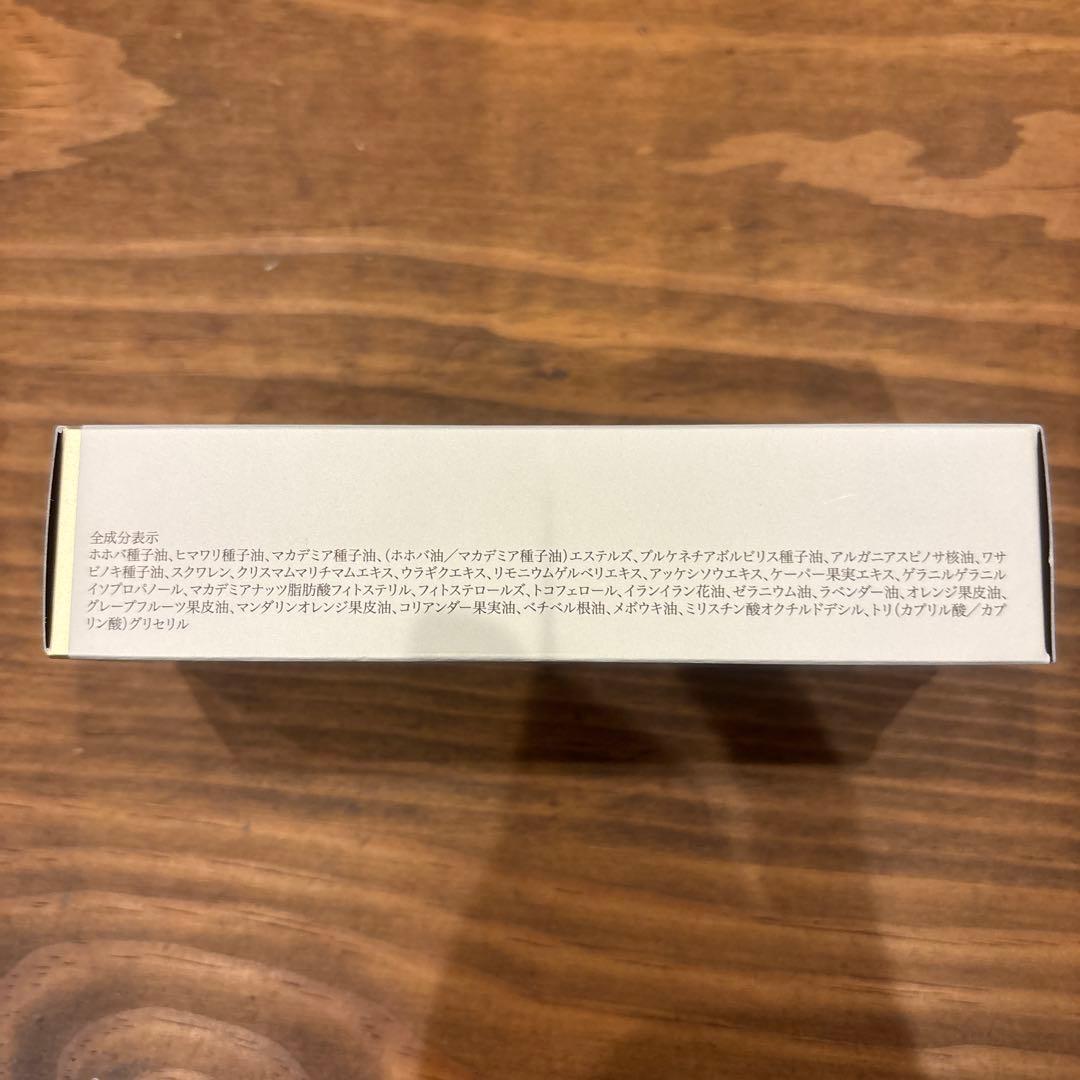 全成分表示
ホホバ種子油、ヒマワリ種子油、マカデミア種子油、(ホホバ油／マカデミア種子油)エステルズ、プルケネチアボルビリス種子油、アルガニアスピノサ核油、ワサ
ビノキ種子油、スクワレン、クリスマムマリチマムエキス、ウラギクエキス、リモニウムゲルベリエキス、アッケシソウエキス、ケーパー果実エキス、ゲラニルゲラニル
イソプロパノール、マカデミアナッツ脂肪酸フィトステリル、フィトステロールズ、トコフェロール、イランイラン花油、ゼラニウム油、ラベンダー油、オレンジ果皮油、
グレープフルーツ果皮油、マンダリンオレンジ果皮油、コリアンダー果実油、ベチベル根油、メボウキ油、ミリスチン酸オクチルドデシル、トリ(カプリル酸／カプ
リン酸)グリセリル